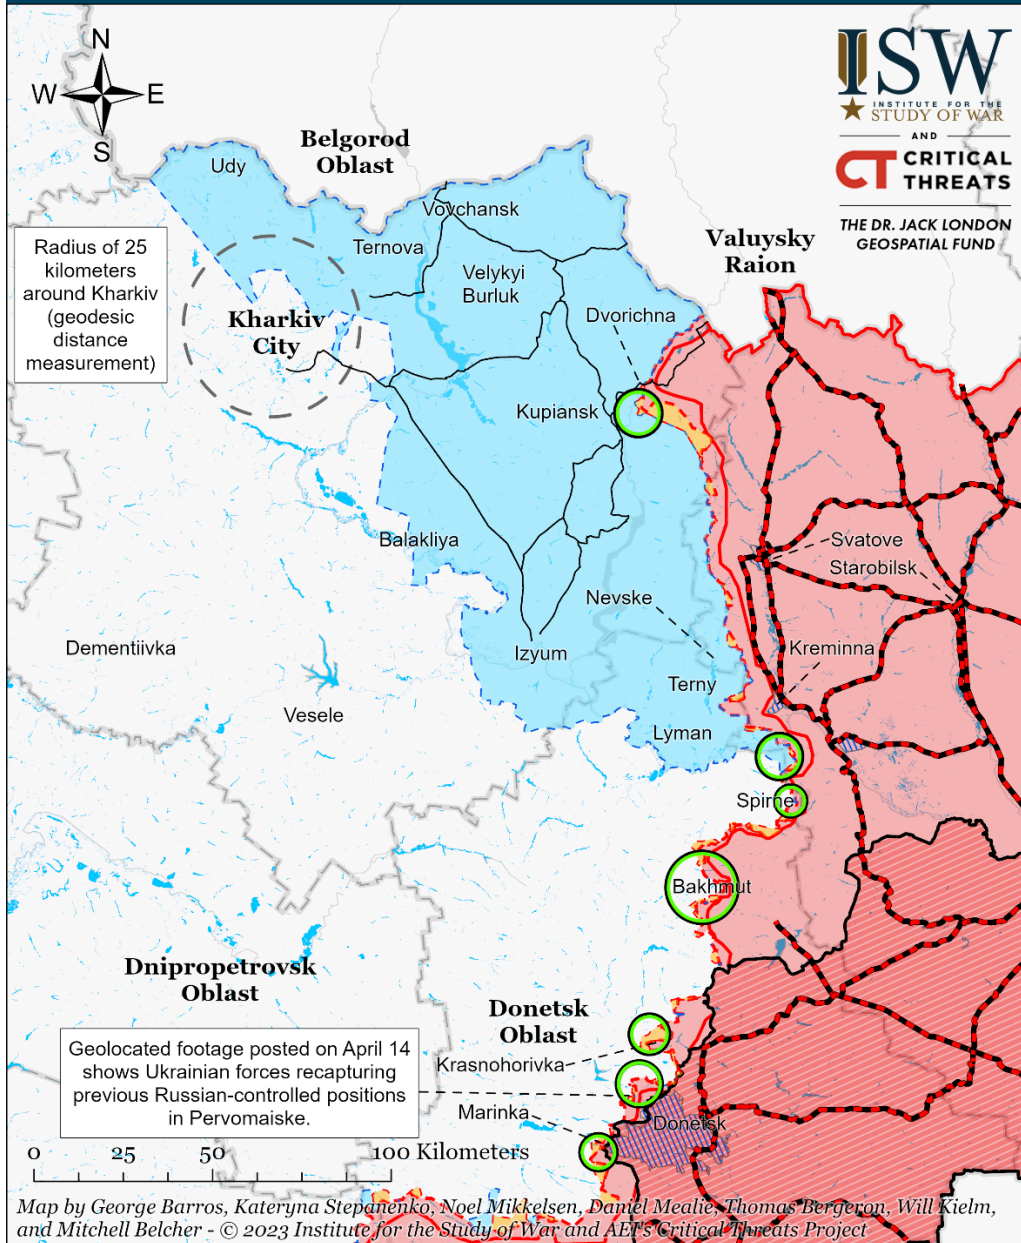 N
W E
S
ISW
INSTITUTE FOR THE
STUDY OF WAR
AND
CT CRITICAL
THREATS
THE DR. JACK LONDON
GEOSPATIAL FUND
Belgorod
Oblast
Udy
Vovchansk
Ternova
Valuysky
Raion
Radius of 25
kilometers
around Kharkiv
(geodesic
distance
measurement)
Velykyi
Burluk
Kharkiv
City
Dvorichna
Kupiansk
Balakliya
Svatove
Starobilsk
Nevske
Dementiivka
Izyum
Kreminna
Terny
Vesele
Lyman
Spirne
Bakhmut
Dnipropetrovsk
Oblast
Donetsk
Oblast
Geolocated footage posted on April 14
shows Ukrainian forces recapturing
previous Russian-controlled positions
in Pervomaiske.
Krasnohorivka
Marinka
Donetsk
0 25 50 100 Kilometers
Map by George Barros, Kateryna Stepanenko, Noel Mikkelsen, Daniel Mealie, Thomas Bergeron, Will Kielm,
and Mitchell Belcher - © 2023 Institute for the Study of War and AEI's Critical Threats Project